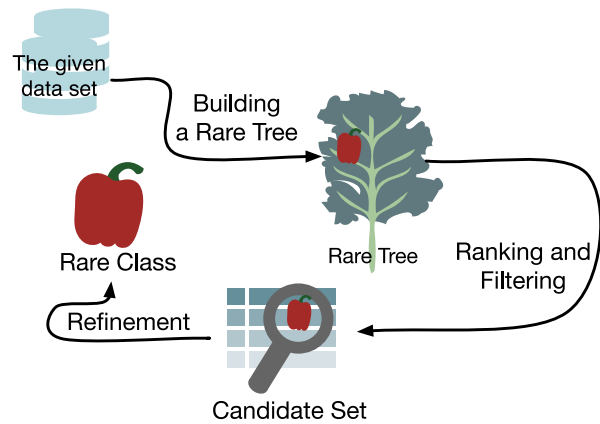 The given
data set
Building
a Rare Tree
Rare Tree
Ranking and
Filtering
Candidate Set
Refinement
Rare Class